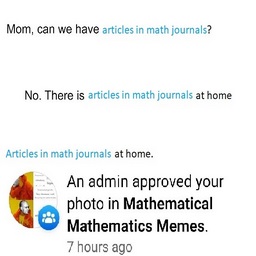 Mom, can we have articles in math journals?
No. There is articles in math journals at home
Articles in math journals at home.
An admin approved your
photo in Mathematical
Mathematics Memes.
7 hours ago